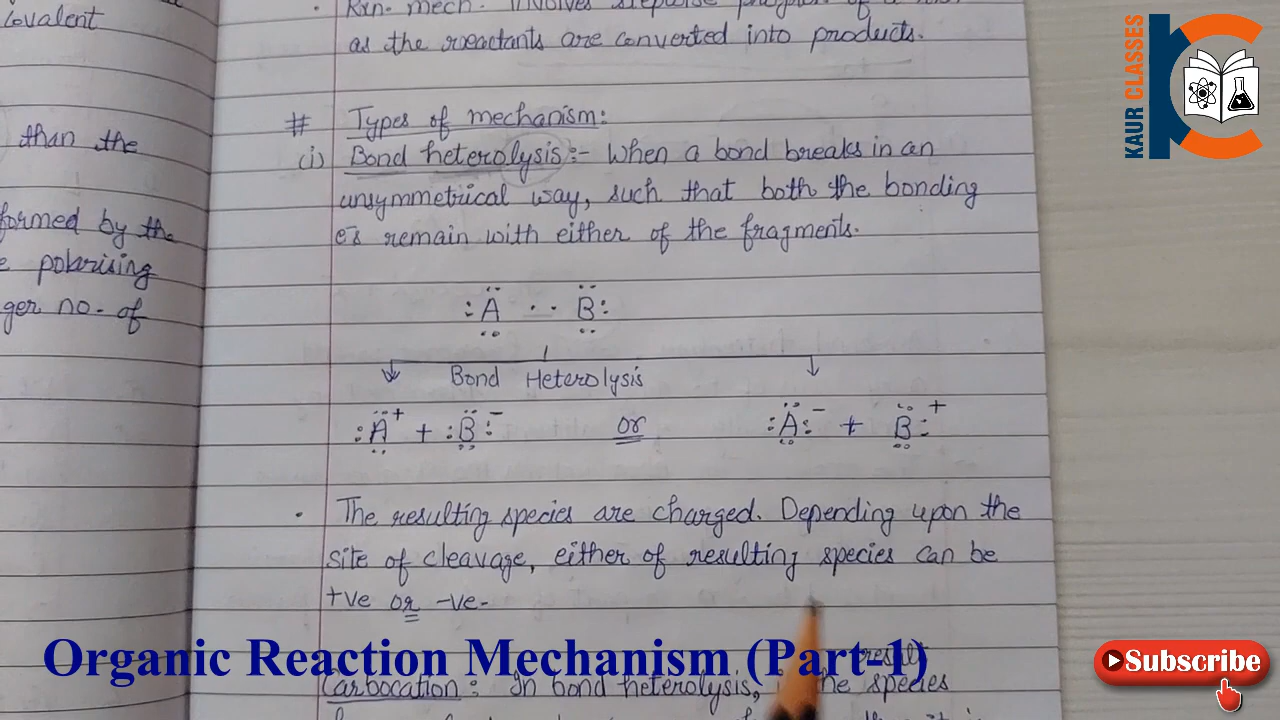 covalent
than the
formed by the
e polarising
ger no. of
Rxn. mech. involves stepwise
as the reactants are converted into products.
# Types of mechanism:
(i) Bond heterolysis :- When a bond breaks in an
unsymmetrical way, such that both the bonding
e⁻s remain with either of the fragments.
:A .. B:
Bond Heterolysis
:A⁺ + :B:⁻ or :A:⁻ + B:⁺
. The resulting species are charged. Depending upon the
site of cleavage, either of resulting species can be
+ve or -ve.
Carbocation : In bond heterolysis, the species
Organic Reaction Mechanism (Part-1)
KAUR CLASSES
Subscribe